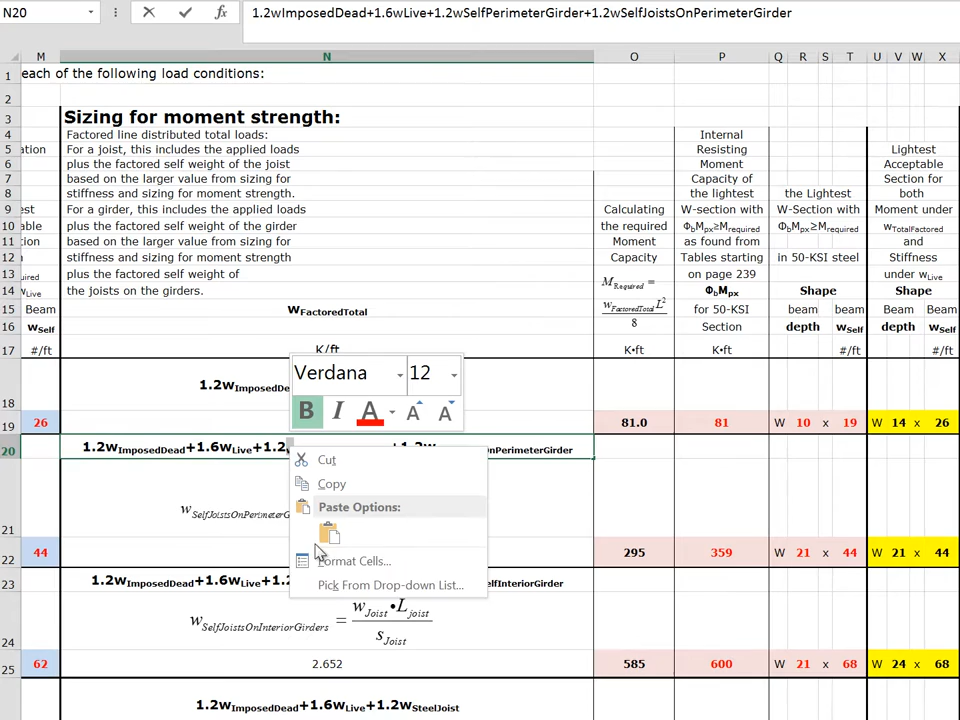 N20
fx
1.2wImposedDead+1.6wLive+1.2wSelfPerimeterGirder+1.2wSelfJoistsOnPerimeterGirder
M N O P Q R S T U V W X
1 each of the following load conditions:
2
3 Sizing for moment strength:
4 Factored line distributed total loads: Internal
5 ation For a joist, this includes the applied loads Resisting Lightest
6 plus the factored self weight of the joist Moment Acceptable
7 based on the larger value from sizing for Capacity of Section for
8 stiffness and sizing for moment strength. the lightest the Lightest both
9 est For a girder, this includes the applied loads Calculating W-section with W-Section with Moment under
10 able plus the factored self weight of the girder the required ΦbMpx≥Mrequired ΦbMpx≥Mrequired wTotalFactored
11 tion based on the larger value from sizing for Moment as found from and
12 stiffness and sizing for moment strength Capacity Tables starting in 50-KSI steel Stiffness
13 uired plus the factored self weight of MRequired = on page 239 under wLive
14 wLive the joists on the girders. ΦbMpx Shape Shape
15 Beam wFactoredTotal wFactoredTotal L2 for 50-KSI beam beam Beam Beam
16 wSelf 8 Section depth wSelf depth wSelf
17 #/ft K/ft K•ft K•ft #/ft #/ft
Verdana 12
B I A A A
18 1.2wImposedDe
19 26 81.0 81 W 10 x 19 W 14 x 26
20 1.2wImposedDead+1.6wLive+1.2 OnPerimeterGirder
Cut
Copy
Paste Options:
Format Cells...
Pick From Drop-down List...
21 wSelfJoistsOnPerimeterG
22 44 295 359 W 21 x 44 W 21 x 44
23 1.2wImposedDead+1.6wLive+1.2 SelfInteriorGirder
24 wSelfJoistsOnInteriorGirders = wJoist•Ljoist
sJoist
25 62 2.652 585 600 W 21 x 68 W 24 x 68
1.2wImposedDead+1.6wLive+1.2wSteelJoist